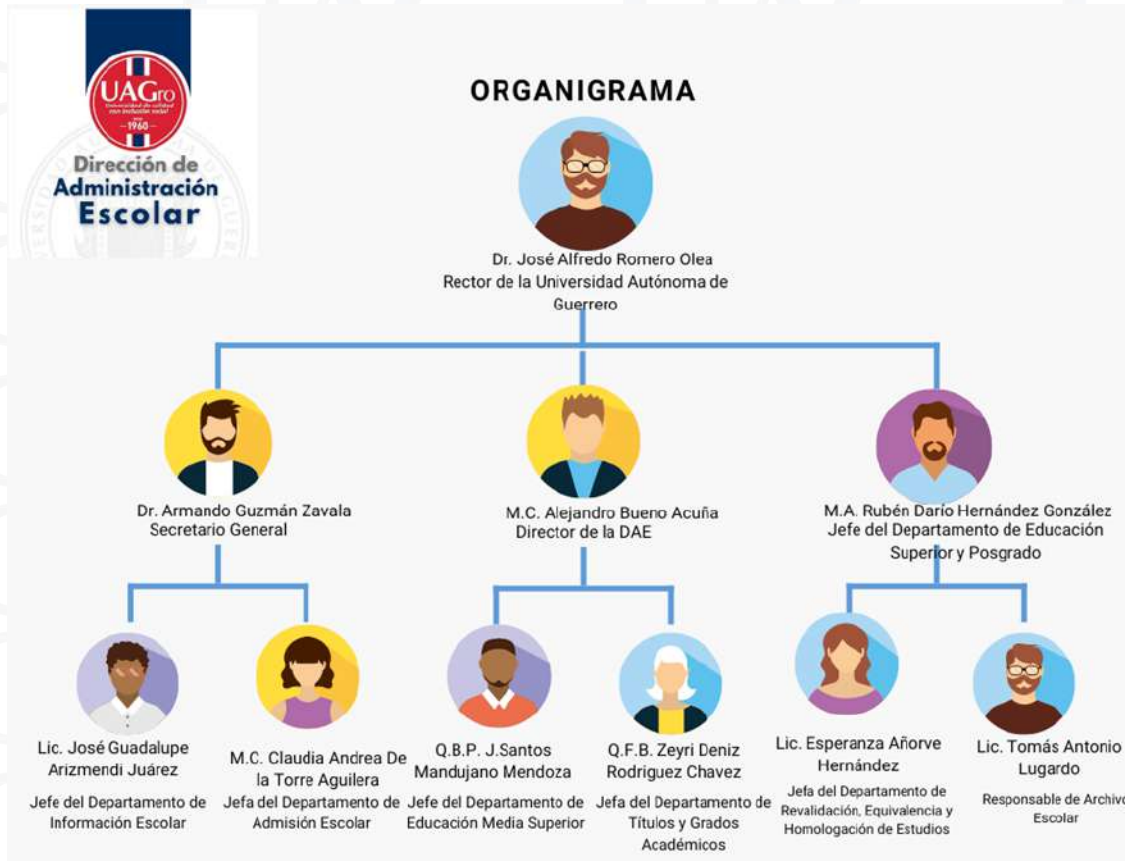 UAGro
Universidad de calidad
con inclusión social
1960
Dirección de
Administración
Escolar
ORGANIGRAMA
Dr. José Alfredo Romero Olea
Rector de la Universidad Autónoma de
Guerrero
Dr. Armando Guzmán Zavala
Secretario General
M.C. Alejandro Bueno Acuña
Director de la DAE
M.A. Rubén Darío Hernández González
Jefe del Departamento de Educación
Superior y Posgrado
Lic. José Guadalupe
Arizmendi Juárez
Jefe del Departamento de
Información Escolar
M.C. Claudia Andrea De
la Torre Aguilera
Jefa del Departamento de
Admisión Escolar
Q.B.P. J.Santos
Mandujano Mendoza
Jefe del Departamento de
Educación Media Superior
Q.F.B. Zeyri Deniz
Rodriguez Chavez
Jefa del Departamento de
Títulos y Grados
Académicos
Lic. Esperanza Añorve
Hernández
Jefa del Departamento de
Revalidación, Equivalencia y
Homologación de Estudios
Lic. Tomás Antonio
Lugardo
Responsable de Archivo
Escolar